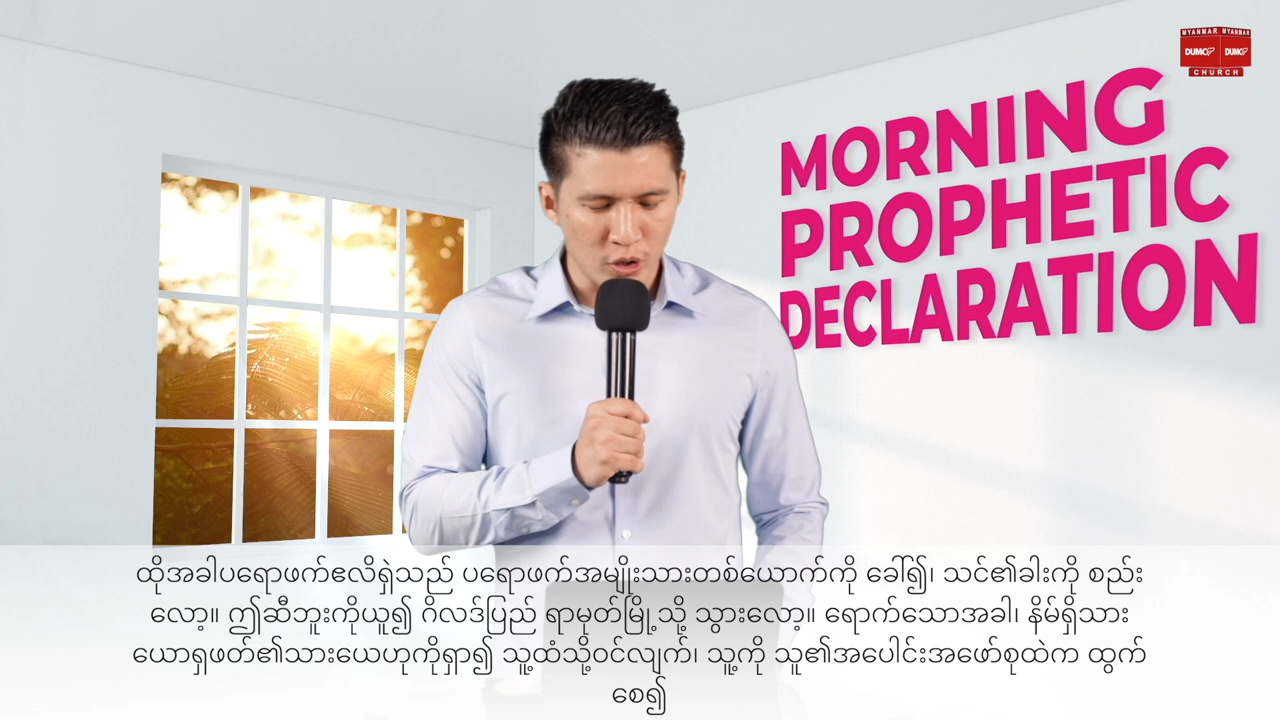 MYANMAR MYANMAR
DUMC DUMC
CHURCH
MORNING
PROPHETIC
DECLARATION
ထိုအခါပရောဖက်ဧလိရှဲသည် ပရောဖက်အမျိုးသားတစ်ယောက်ကို ခေါ်၍၊ သင်၏ခါးကို စည်း
လော့။ ဤဆီဘူးကိုယူ၍ ဂိလဒ်ပြည် ရာမုတ်မြို့သို့ သွားလော့။ ရောက်သောအခါ၊ နိမ်ရှိသား
ယောရှဖတ်၏သားယေဟုကိုရှာ၍ သူ့ထံသို့ဝင်လျက်၊ သူ့ကို သူ၏အပေါင်းအဖော်စုထဲက ထွက်
စေ၍